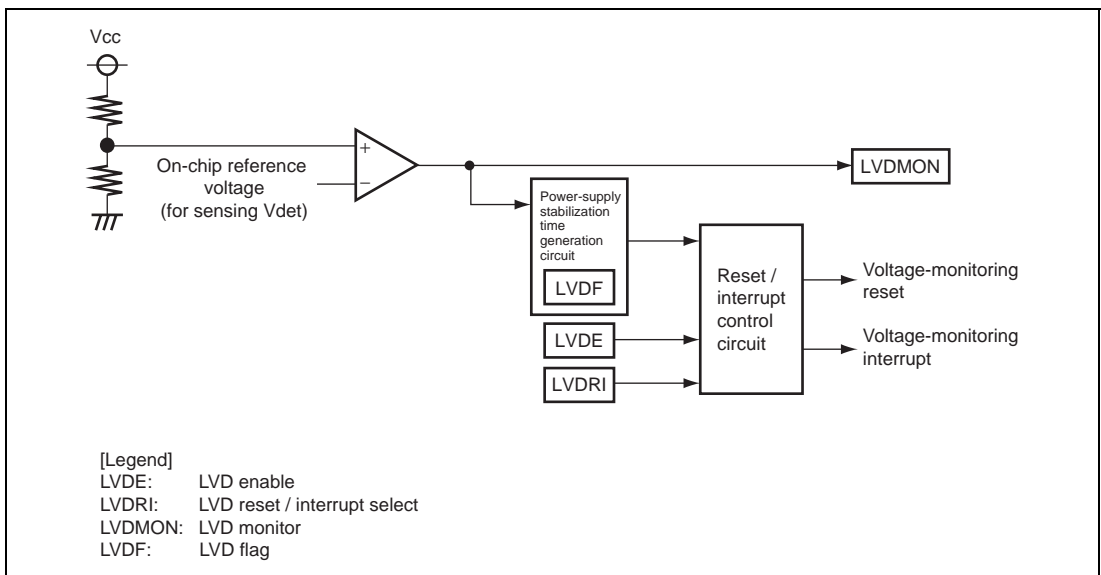 Vcc
On-chip reference
voltage
(for sensing Vdet)
+
−
LVDMON
Power-supply
stabilization
time
generation
circuit
LVDF
LVDE
LVDRI
Reset /
interrupt
control
circuit
Voltage-monitoring
reset
Voltage-monitoring
interrupt
[Legend]
LVDE: LVD enable
LVDRI: LVD reset / interrupt select
LVDMON: LVD monitor
LVDF: LVD flag